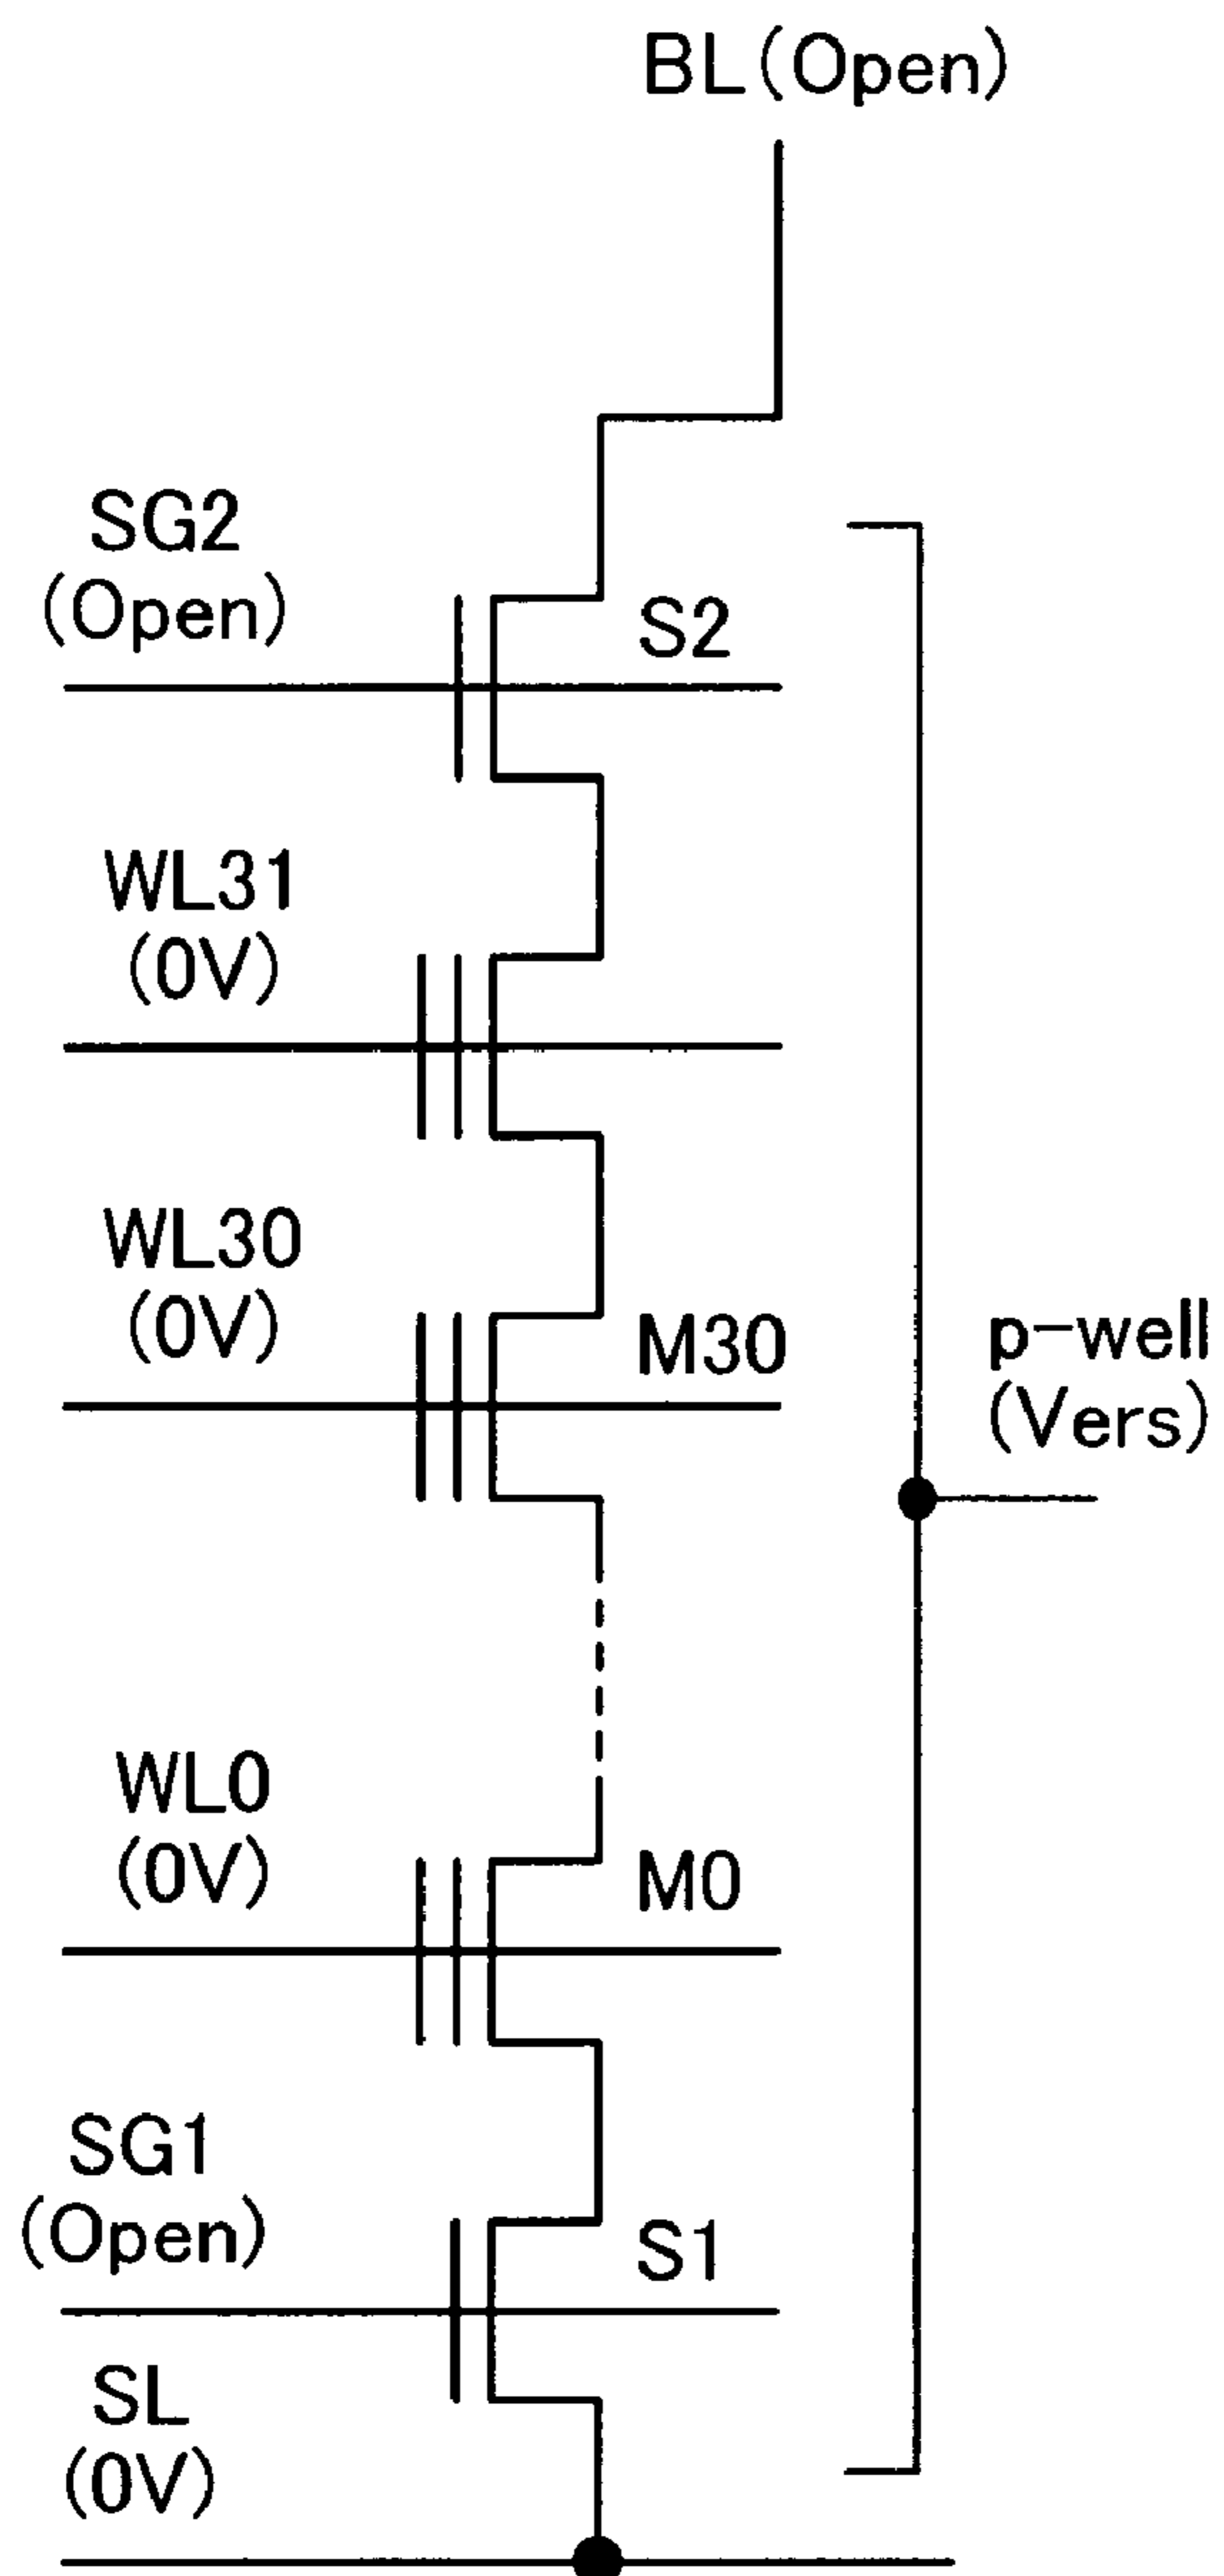 BL(Open)
SG2
(Open)
S2
WL31
(0V)
WL30
(0V)
M30
p-well
(Vers)
WL0
(0V)
M0
SG1
(Open)
S1
SL
(0V)